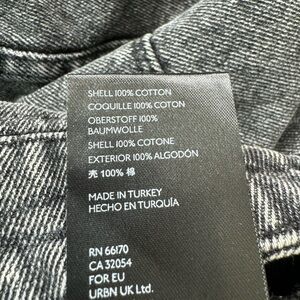 SHELL 100% COTTON
COQUILLE 100% COTON
OBERSTOFF 100%
BAUMWOLLE
SHELL 100% COTONE
EXTERIOR 100% ALGODÓN
売 100% 棉
MADE IN TURKEY
HECHO EN TURQUÍA
RN 66170
CA 32054
FOR EU
URBN UK Ltd.